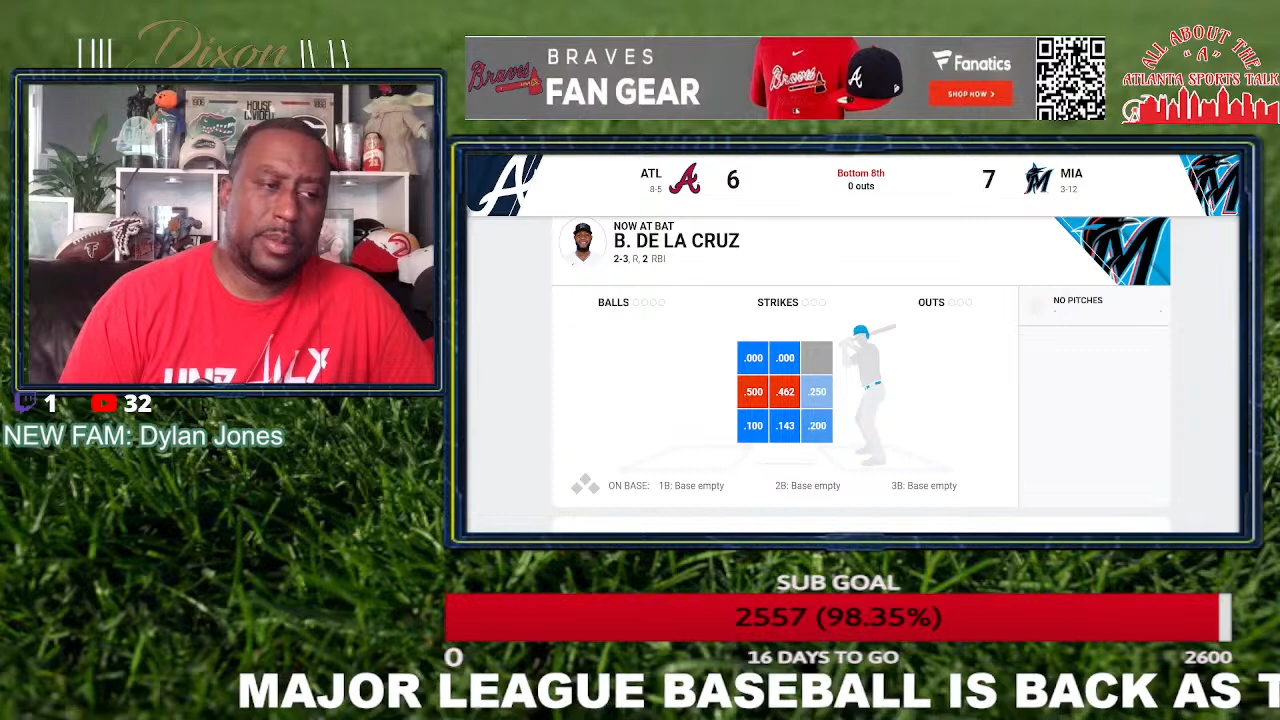 Dixon
BRAVES
FAN GEAR
Braves
Braves
Fanatics
SHOP NOW >
ALL ABOUT THE
"A"
ATLANTA SPORTS TALK
HOUSE
DIVIDED
ATL
8-5
6
Bottom 8th
0 outs
7
MIA
3-12
NOW AT BAT
B. DE LA CRUZ
2-3, R, 2 RBI
BALLS
STRIKES
OUTS
NO PITCHES
.000 .000
.500 .462 .250
.100 .143 .200
ON BASE: 1B: Base empty 2B: Base empty 3B: Base empty
1 32
NEW FAM: Dylan Jones
SUB GOAL
2557 (98.35%)
0 16 DAYS TO GO 2600
MAJOR LEAGUE BASEBALL IS BACK AS T